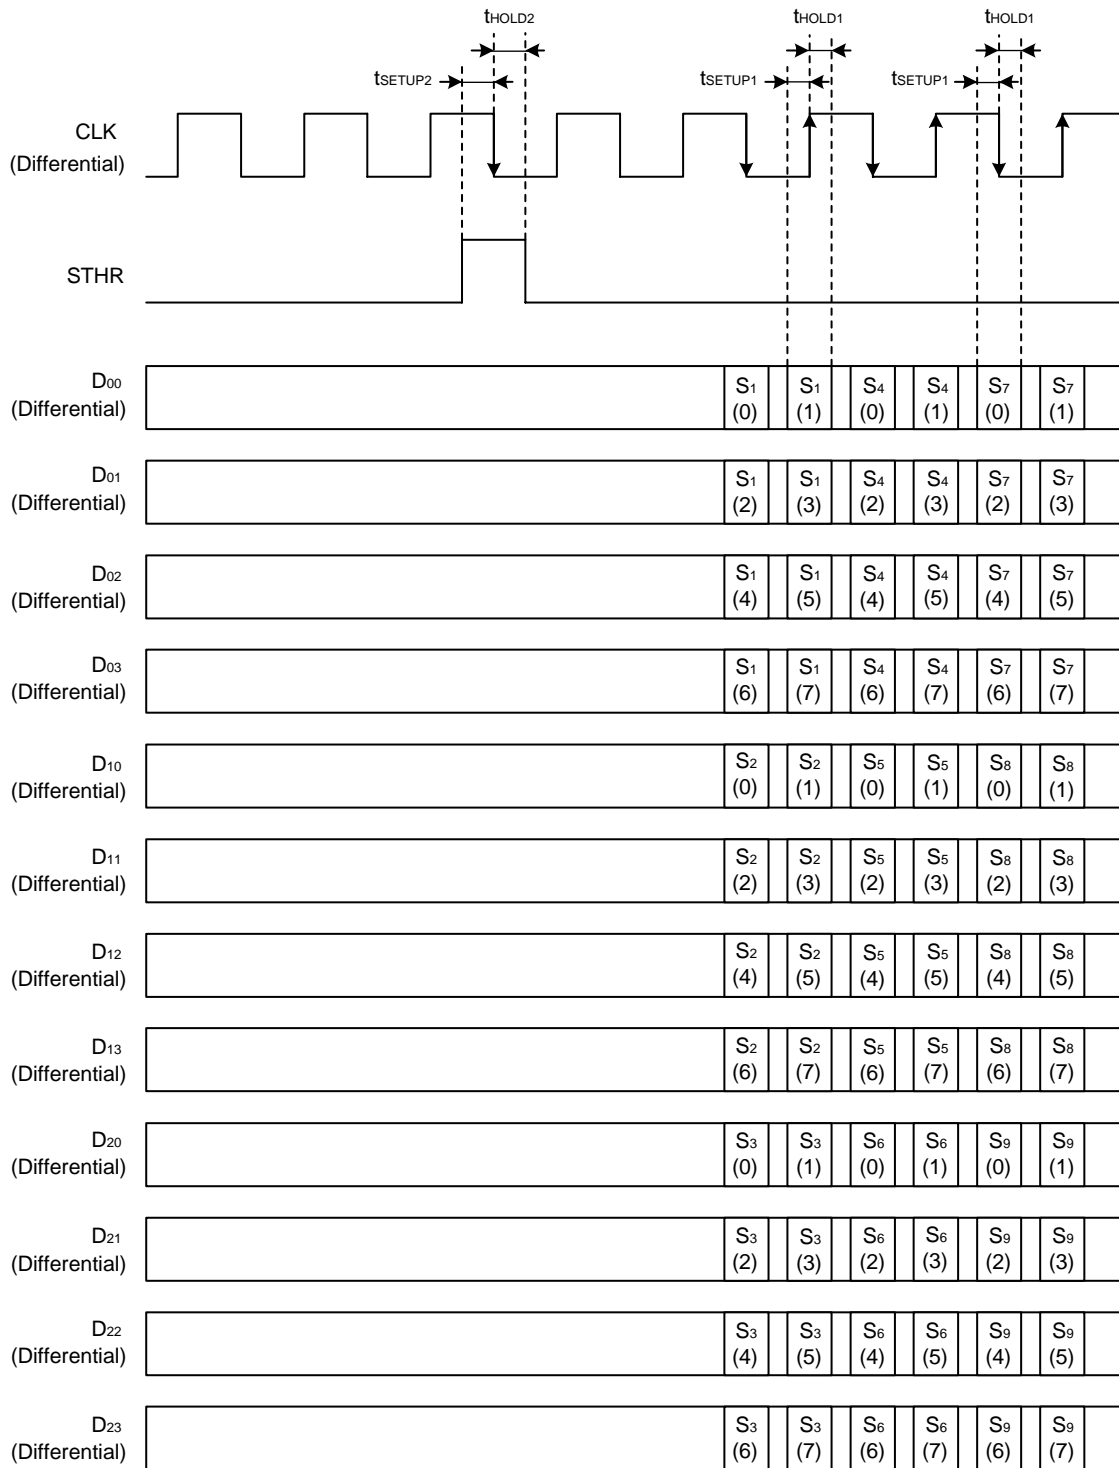 tHOLD2 tHOLD1 tHOLD1
tSETUP2 tSETUP1 tSETUP1
CLK
(Differential)
STHR
D00
(Differential)
S1 S1 S4 S4 S7 S7
(0) (1) (0) (1) (0) (1)
D01
(Differential)
S1 S1 S4 S4 S7 S7
(2) (3) (2) (3) (2) (3)
D02
(Differential)
S1 S1 S4 S4 S7 S7
(4) (5) (4) (5) (4) (5)
D03
(Differential)
S1 S1 S4 S4 S7 S7
(6) (7) (6) (7) (6) (7)
D10
(Differential)
S2 S2 S5 S5 S8 S8
(0) (1) (0) (1) (0) (1)
D11
(Differential)
S2 S2 S5 S5 S8 S8
(2) (3) (2) (3) (2) (3)
D12
(Differential)
S2 S2 S5 S5 S8 S8
(4) (5) (4) (5) (4) (5)
D13
(Differential)
S2 S2 S5 S5 S8 S8
(6) (7) (6) (7) (6) (7)
D20
(Differential)
S3 S3 S6 S6 S9 S9
(0) (1) (0) (1) (0) (1)
D21
(Differential)
S3 S3 S6 S6 S9 S9
(2) (3) (2) (3) (2) (3)
D22
(Differential)
S3 S3 S6 S6 S9 S9
(4) (5) (4) (5) (4) (5)
D23
(Differential)
S3 S3 S6 S6 S9 S9
(6) (7) (6) (7) (6) (7)